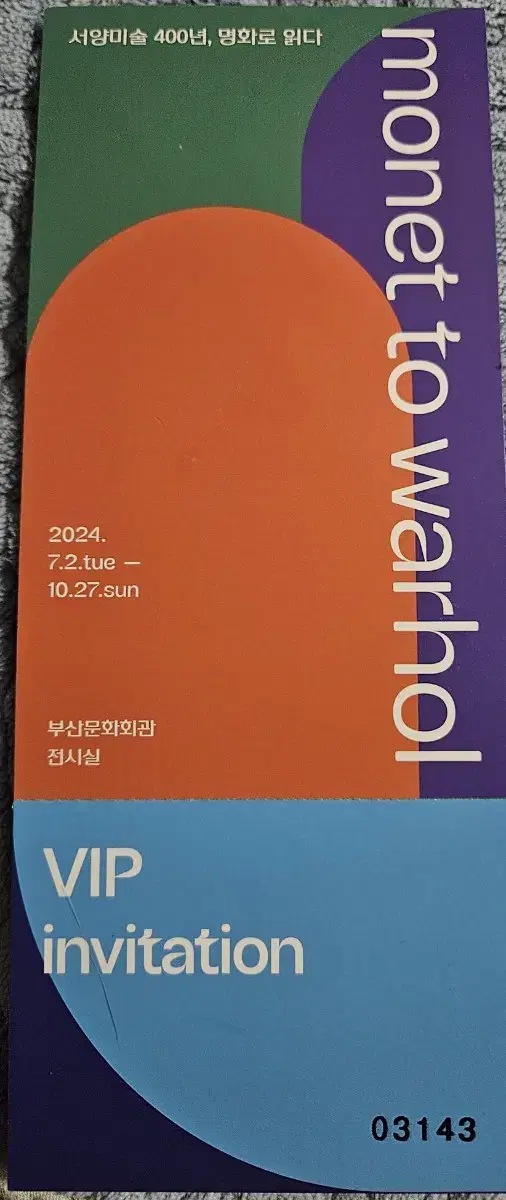 서양미술 400년, 명화로 읽다
monet to warhol
2024.
7.2.tue —
10.27.sun
부산문화회관
전시실
VIP
invitation
03143